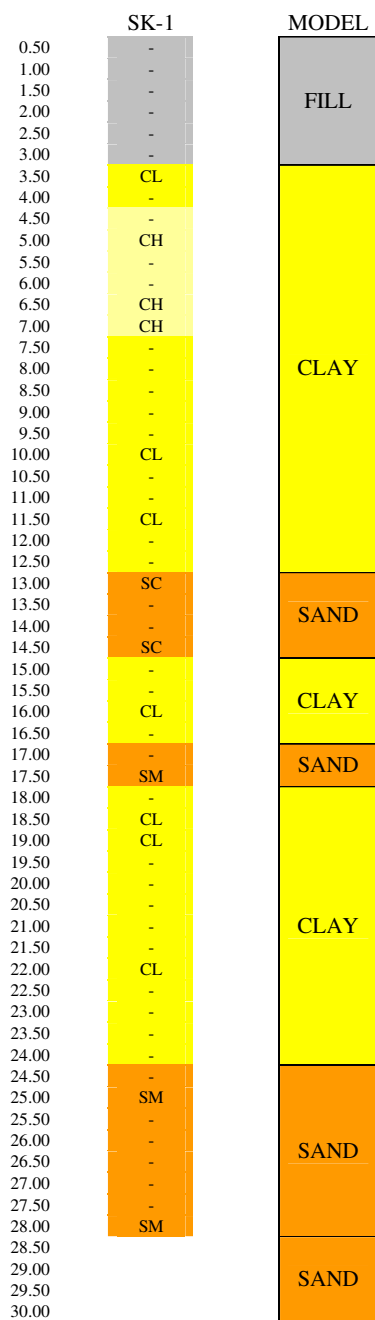 SK-1 MODEL
0.50 -
1.00 -
1.50 -
2.00 - FILL
2.50 -
3.00 -
3.50 CL
4.00 -
4.50 -
5.00 CH
5.50 -
6.00 -
6.50 CH
7.00 CH
7.50 -
8.00 - CLAY
8.50 -
9.00 -
9.50 -
10.00 CL
10.50 -
11.00 -
11.50 CL
12.00 -
12.50 -
13.00 SC
13.50 -
14.00 - SAND
14.50 SC
15.00 -
15.50 -
16.00 CL CLAY
16.50 -
17.00 -
17.50 SM SAND
18.00 -
18.50 CL
19.00 CL
19.50 -
20.00 -
20.50 -
21.00 - CLAY
21.50 -
22.00 CL
22.50 -
23.00 -
23.50 -
24.00 -
24.50 -
25.00 SM
25.50 -
26.00 - SAND
26.50 -
27.00 -
27.50 -
28.00 SM
28.50
29.00 SAND
29.50
30.00